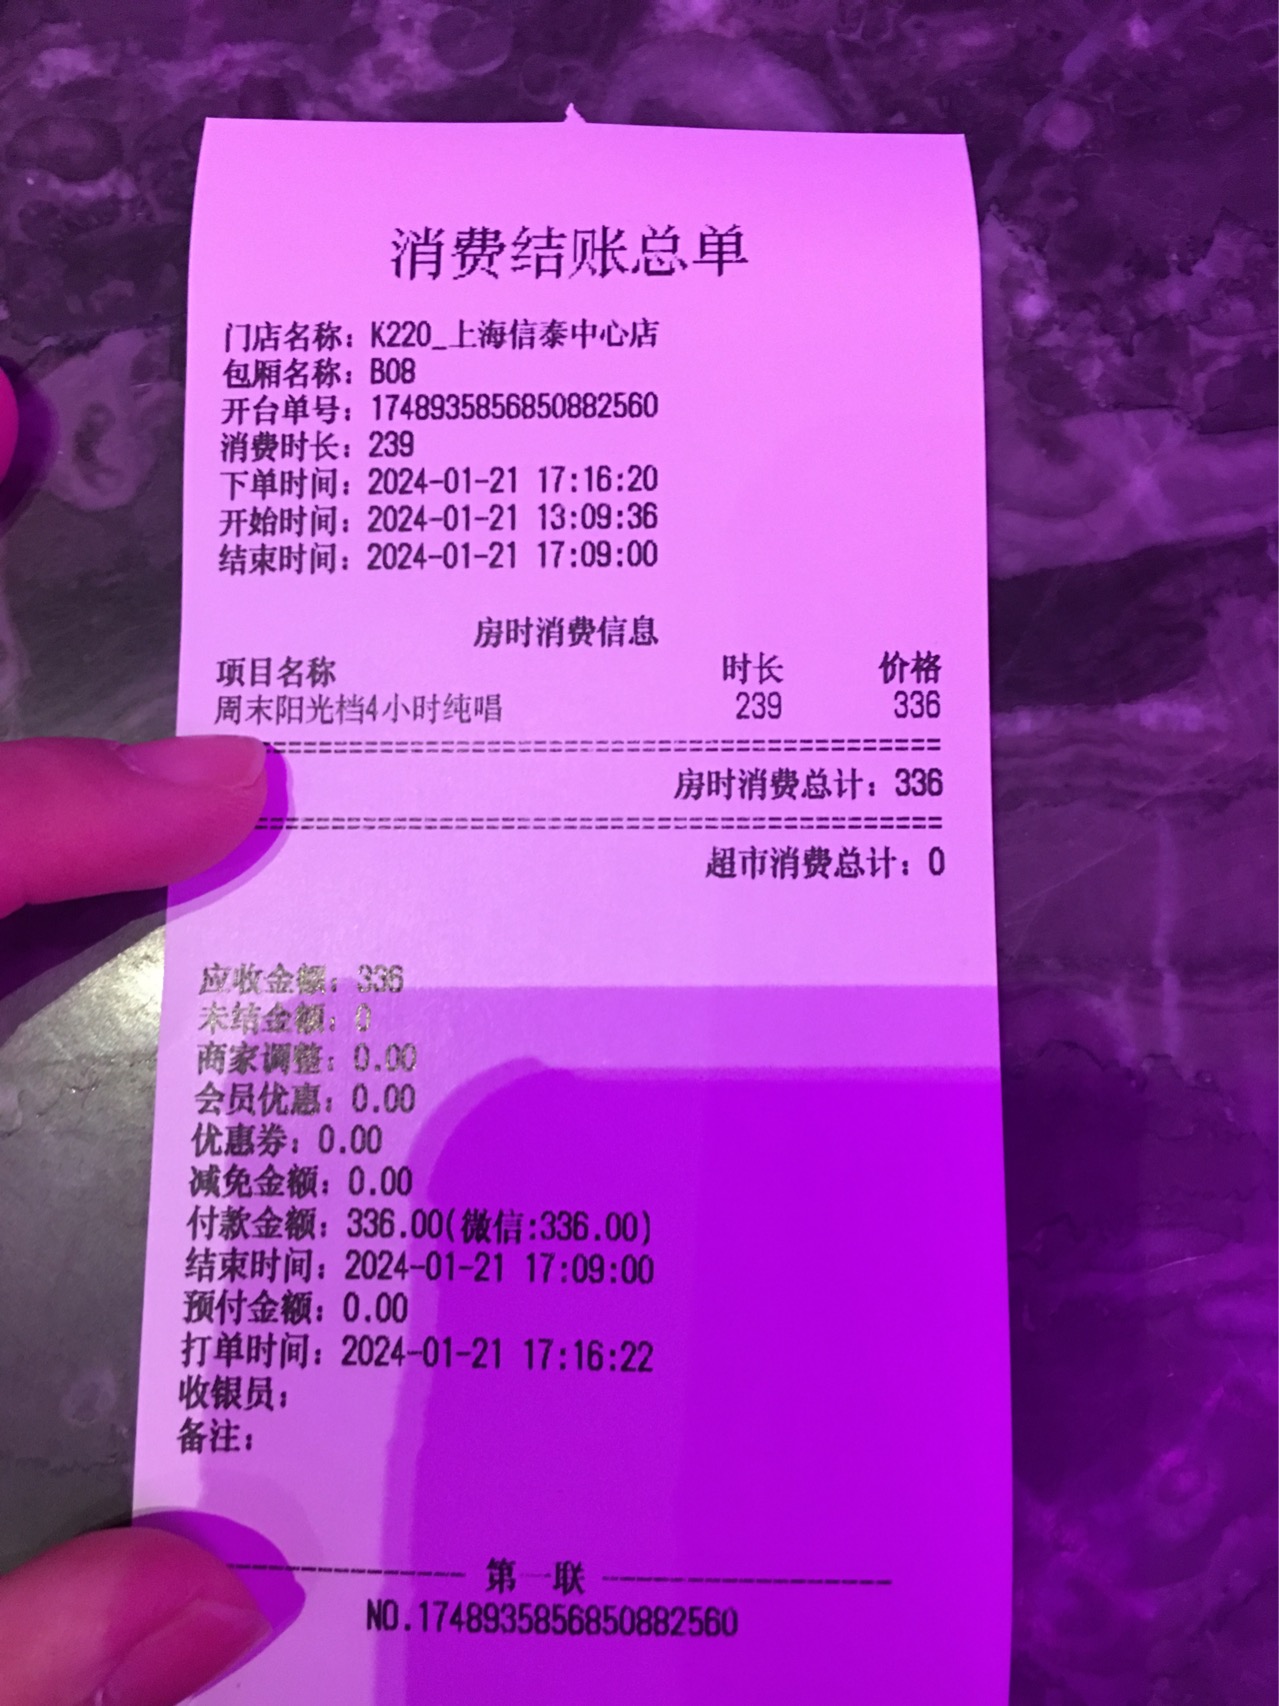 消费结账总单
门店名称：K220_上海信泰中心店
包厢名称：B08
开台单号：1748935856850882560
消费时长：239
下单时间：2024-01-21 17:16:20
开始时间：2024-01-21 13:09:36
结束时间：2024-01-21 17:09:00
房时消费信息
项目名称 时长 价格
周末阳光档4小时纯唱 239 336
房时消费总计：336
超市消费总计：0
应收金额：336
未结金额：0
商家调整：0.00
会员优惠：0.00
优惠券：0.00
减免金额：0.00
付款金额：336.00(微信:336.00)
结束时间：2024-01-21 17:09:00
预付金额：0.00
打单时间：2024-01-21 17:16:22
收银员：
备注：
第一联
NO.1748935856850882560